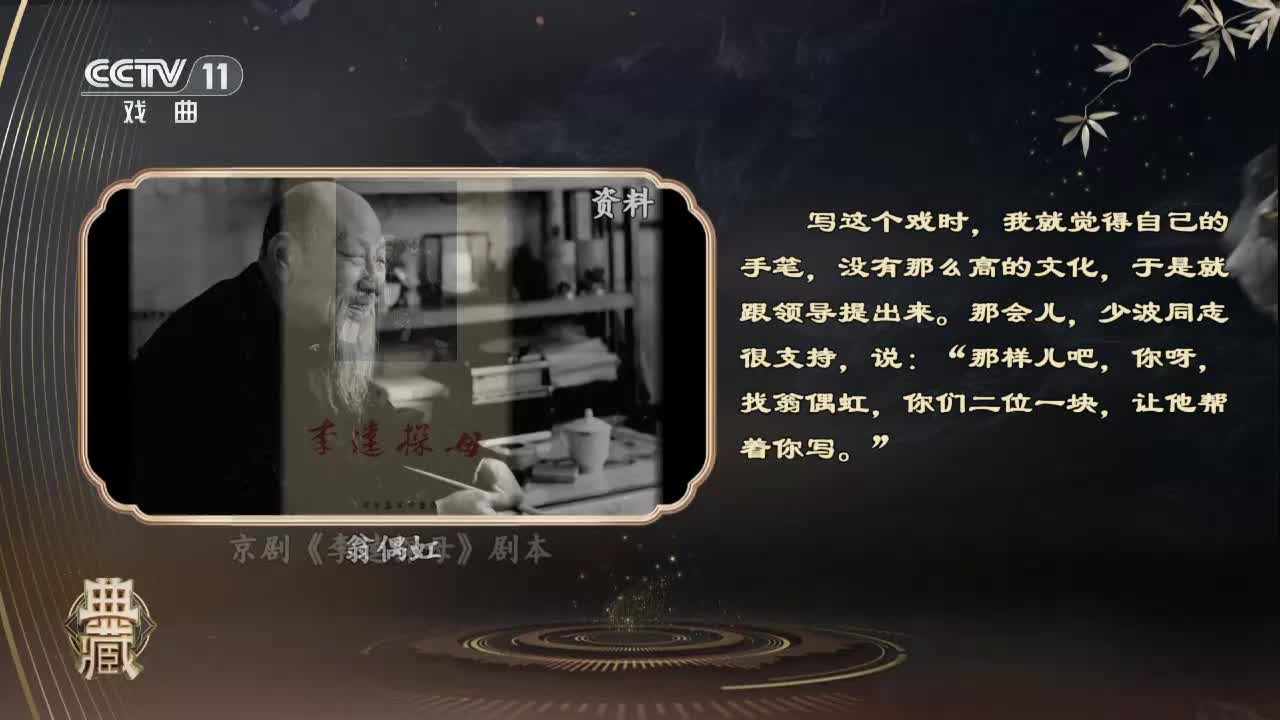 CCTV 11
戏 曲
资料
写这个戏时，我就觉得自己的
手笔，没有那么高的文化，于是就
跟领导提出来。那会儿，少波同志
很支持，说：“那样儿吧，你呀，
找翁偶虹，你们二位一块，让他帮
着你写。”
李逵探母
京剧《李逵探母》剧本
翁偶虹
典藏